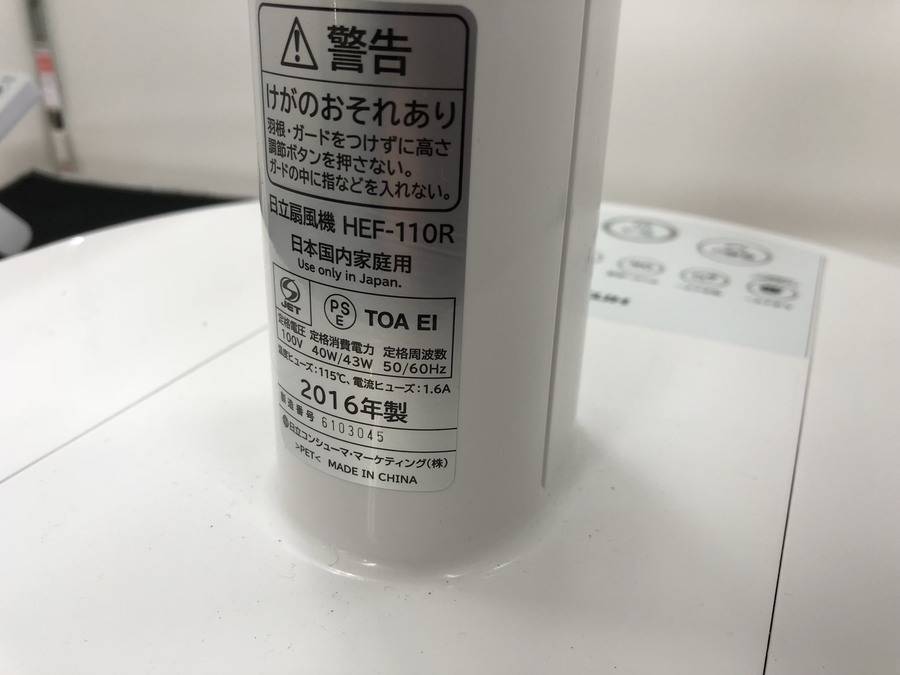 警告
けがのおそれあり
羽根・ガードをつけずに高さ
調節ボタンを押さない。
ガードの中に指などを入れない。
日立扇風機 HEF-110R
日本国内家庭用
Use only in Japan.
JET PS E TOA EI
定格電圧 定格消費電力 定格周波数
100V 40W/43W 50/60Hz
温度ヒューズ:115℃、電流ヒューズ:1.6A
2016年製
製造番号 6103045
日立コンシューマ・マーケティング(株)
>PET< MADE IN CHINA